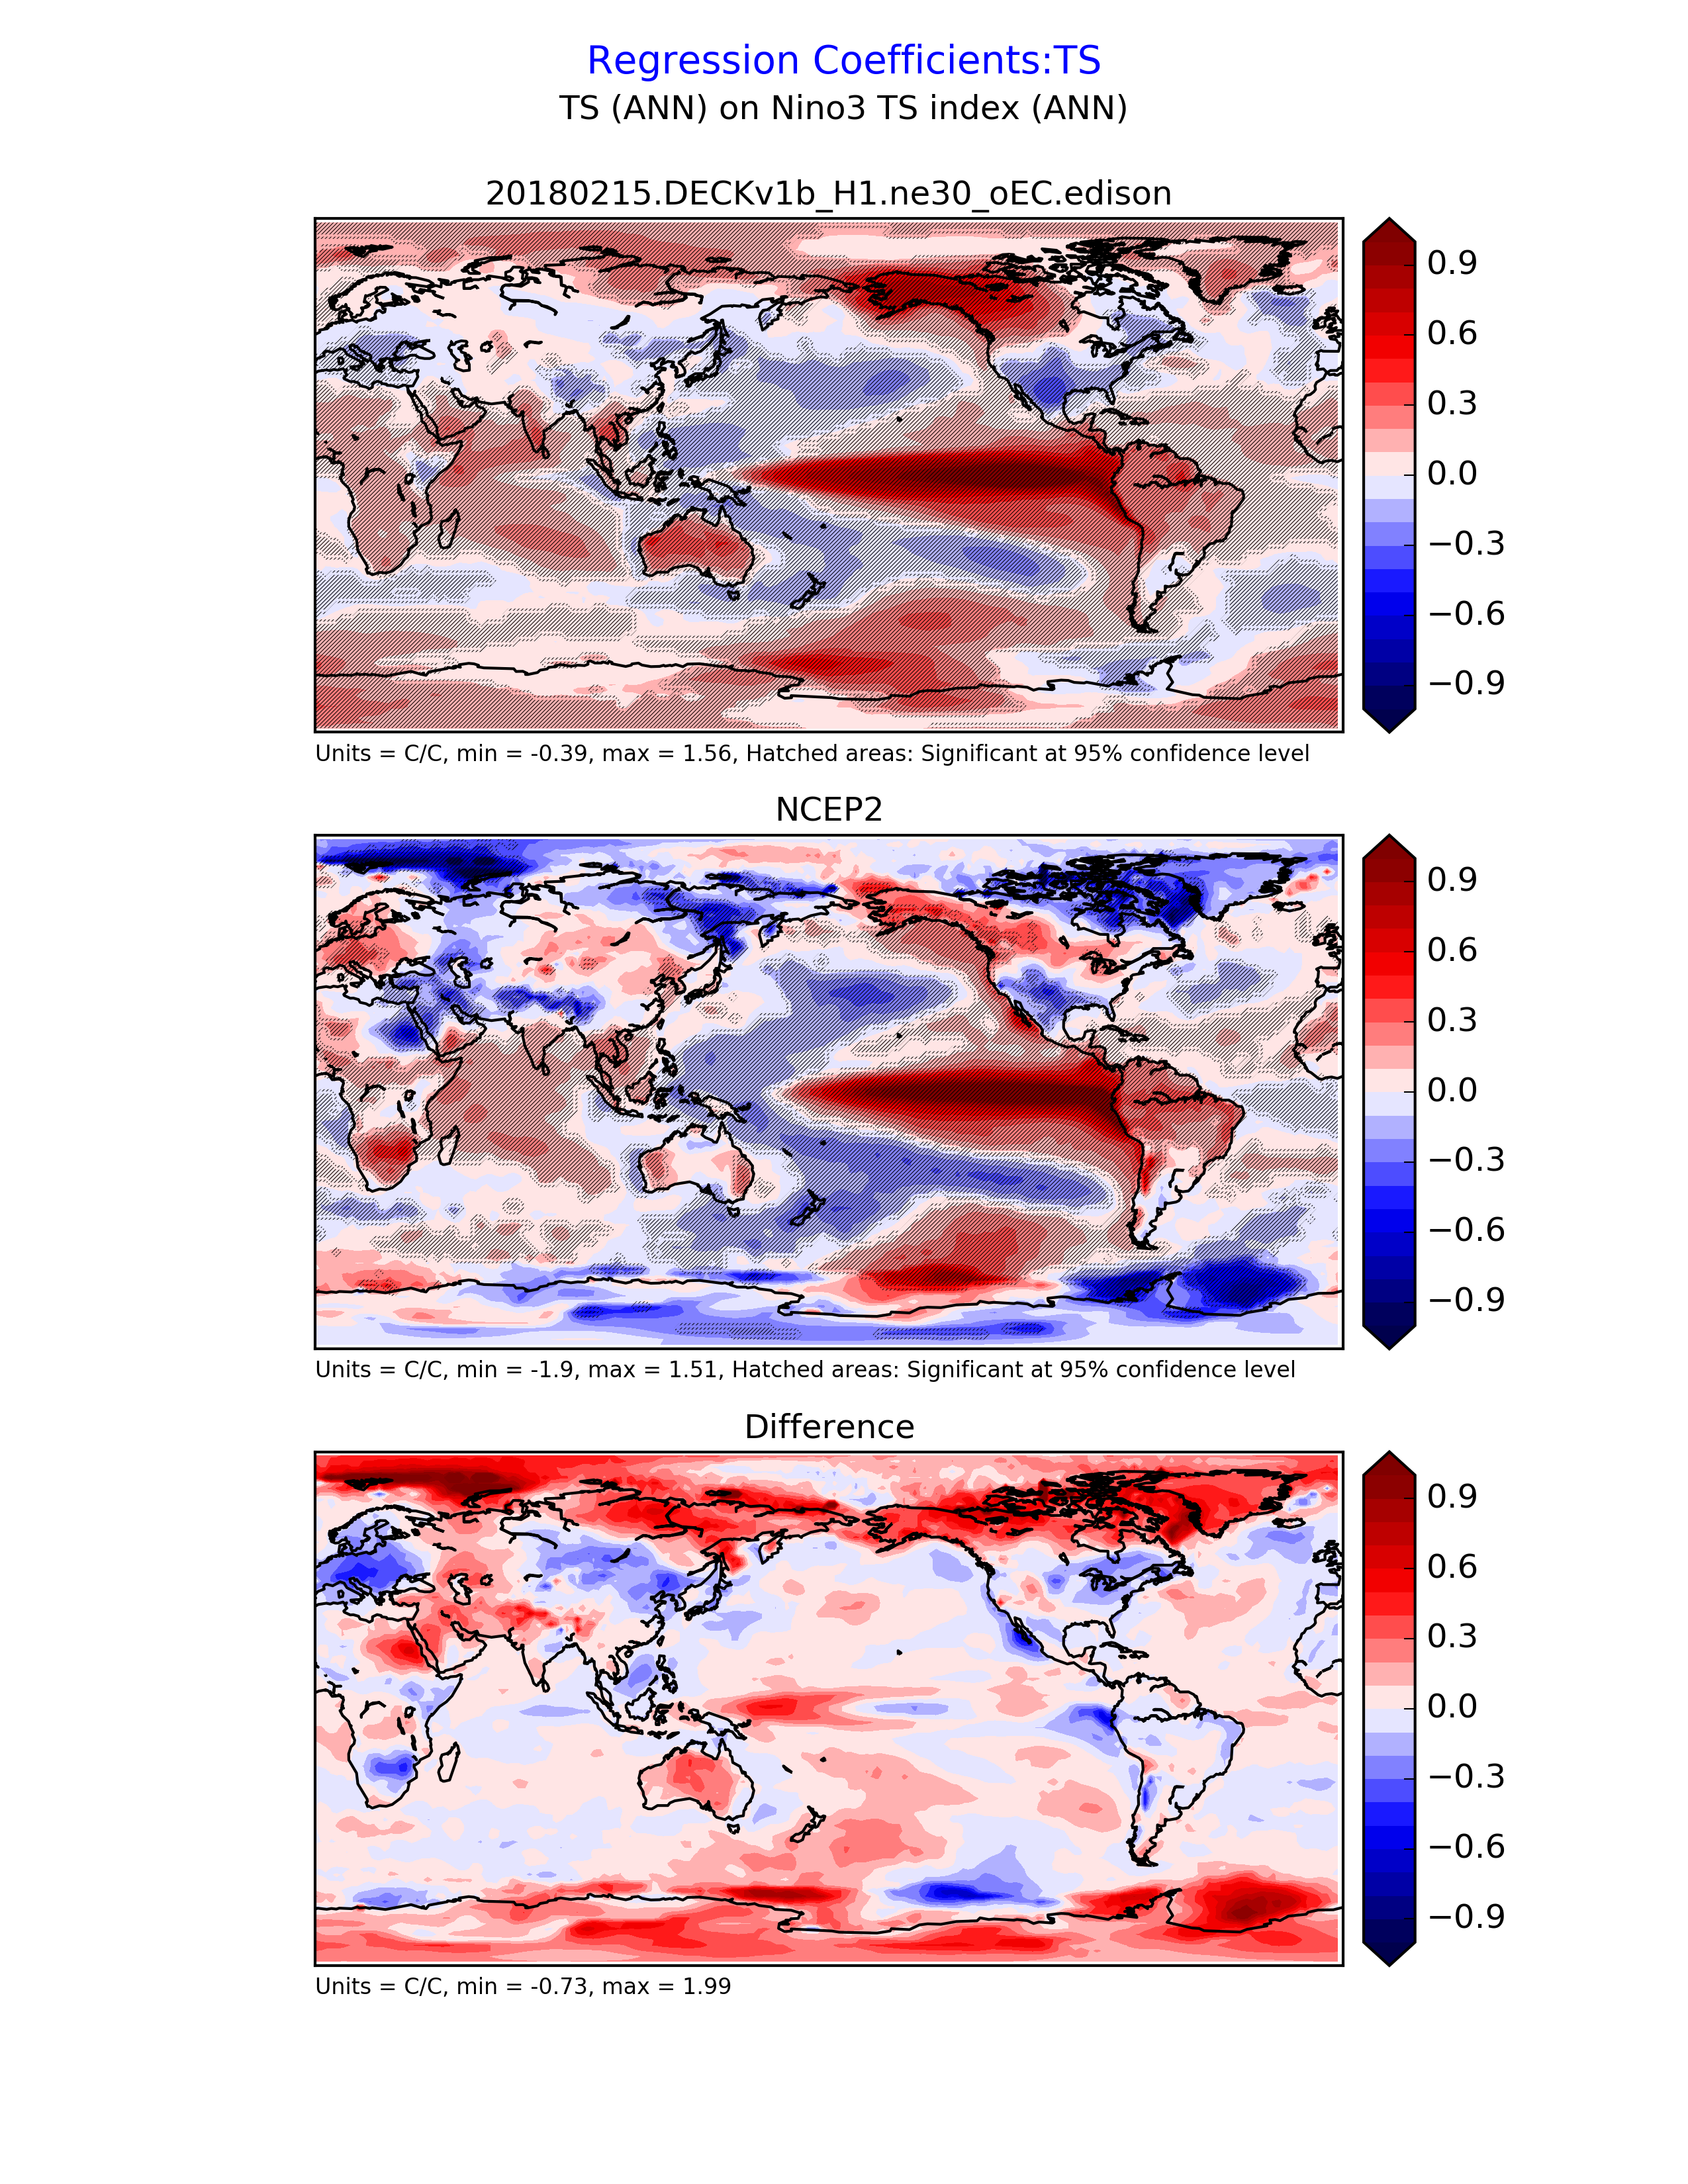 Regression Coefficients:TS
TS (ANN) on Nino3 TS index (ANN)
20180215.DECKv1b_H1.ne30_oEC.edison
0.9
0.6
0.3
0.0
−0.3
−0.6
−0.9
Units = C/C, min = -0.39, max = 1.56, Hatched areas: Significant at 95% confidence level
NCEP2
0.9
0.6
0.3
0.0
−0.3
−0.6
−0.9
Units = C/C, min = -1.9, max = 1.51, Hatched areas: Significant at 95% confidence level
Difference
0.9
0.6
0.3
0.0
−0.3
−0.6
−0.9
Units = C/C, min = -0.73, max = 1.99